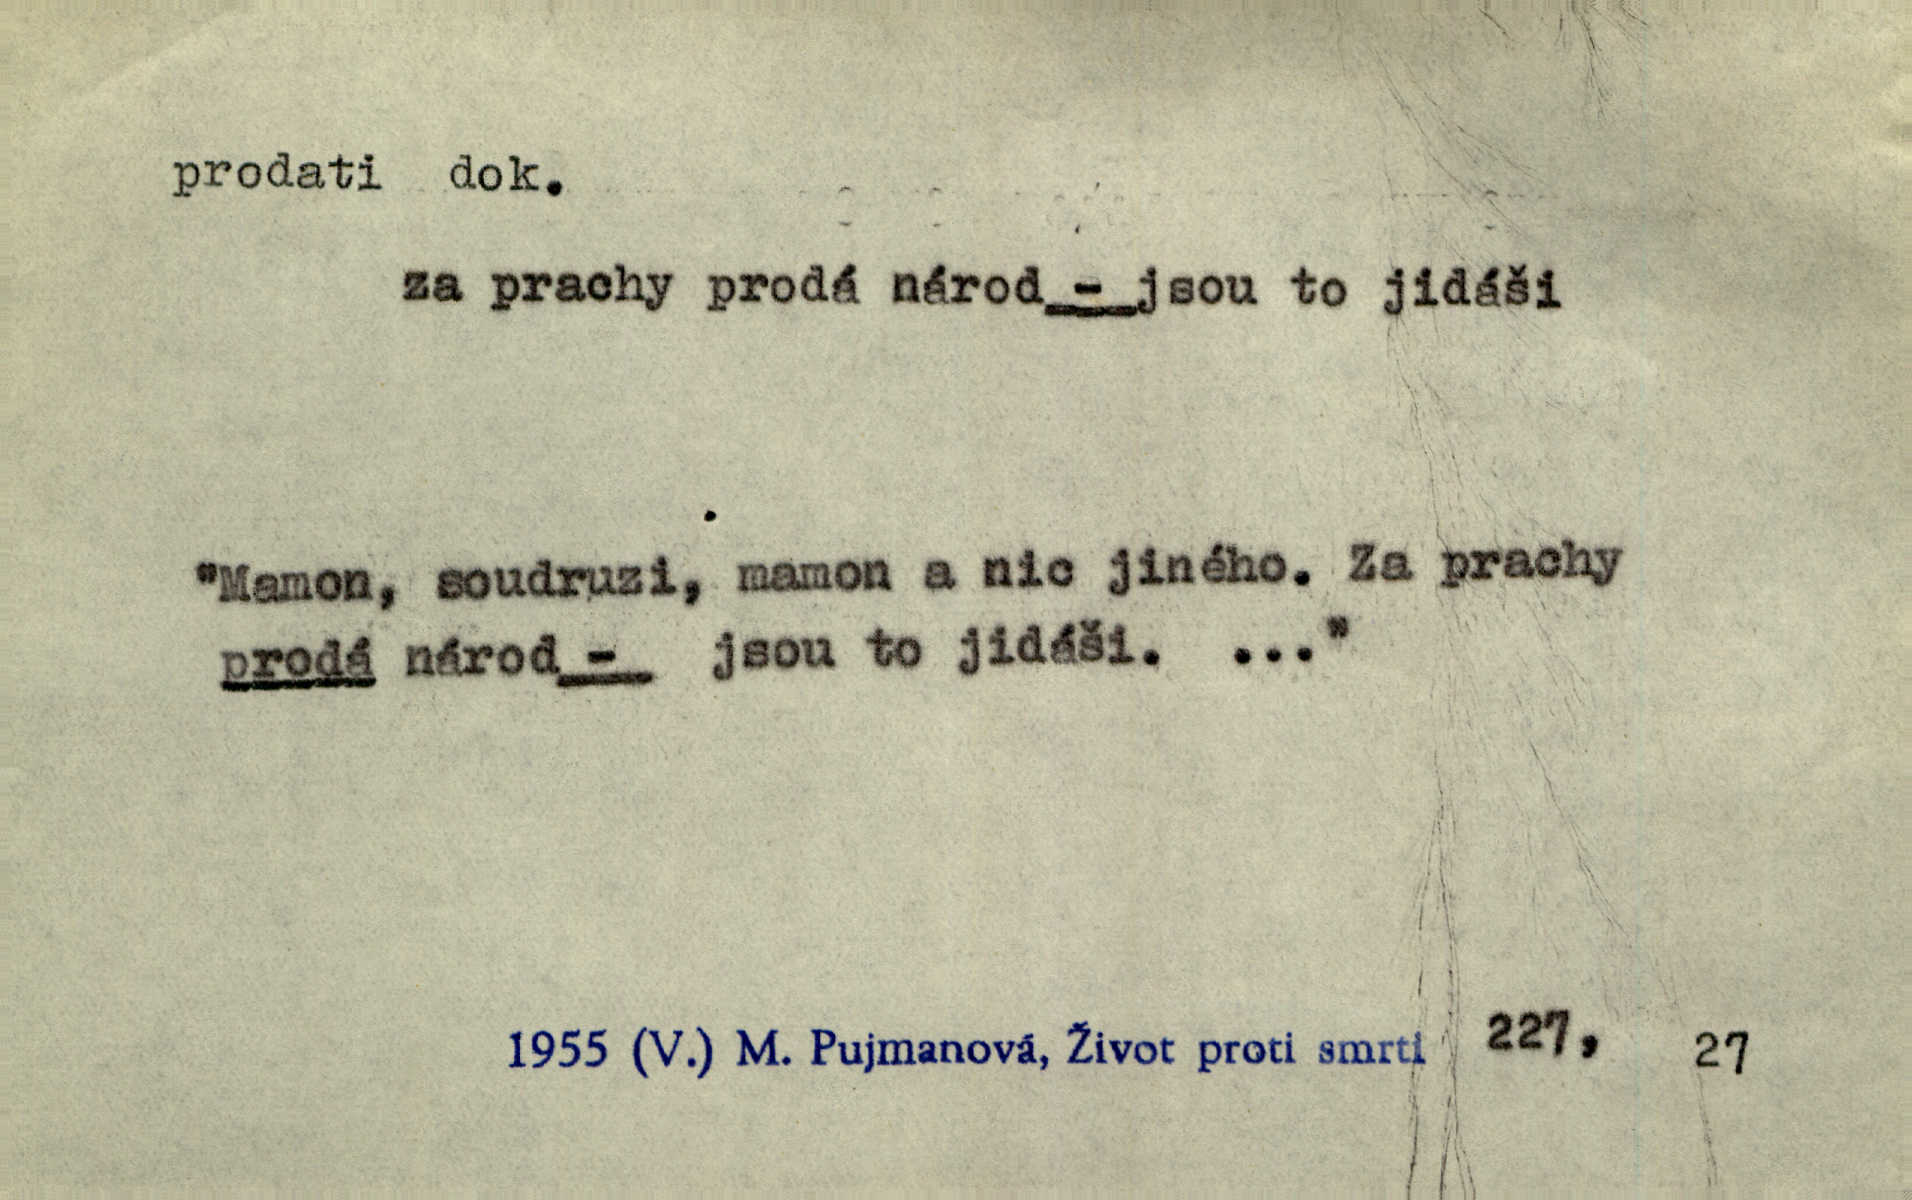 prodati dok.
za prachy prodá národ - jsou to jidáši
"Mamon, soudruzi, mamon a nic jiného. Za prachy
prodá národ - jsou to jidáši. ..."
1955 (V.) M. Pujmanová, Život proti smrti 227, 27